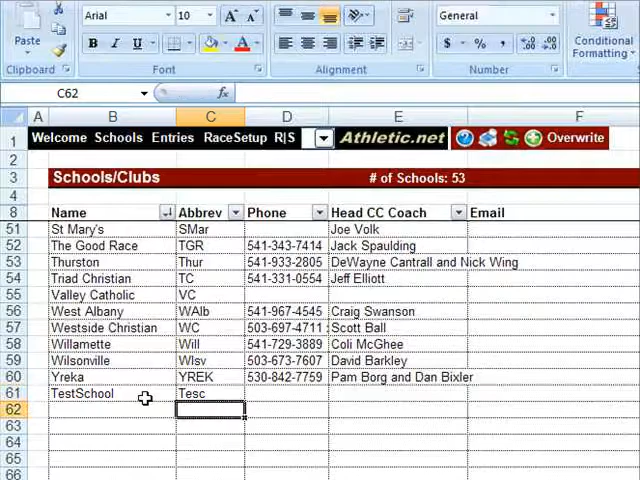 Arial 10 A A General
Paste B I U A $ % , .0 .00 .00 .0 Conditional Formatting
Clipboard Font Alignment Number
C62 fx
A B C D E F
1 Welcome Schools Entries RaceSetup R|S Athletic.net Overwrite
2
3 Schools/Clubs # of Schools: 53
4
8 Name Abbrev Phone Head CC Coach Email
51 St Mary's SMar Joe Volk
52 The Good Race TGR 541-343-7414 Jack Spaulding
53 Thurston Thur 541-933-2805 DeWayne Cantrall and Nick Wing
54 Triad Christian TC 541-331-0554 Jeff Elliott
55 Valley Catholic VC
56 West Albany WAlb 541-967-4545 Craig Swanson
57 Westside Christian WC 503-697-4711 Scott Ball
58 Willamette Will 541-729-3889 Coli McGhee
59 Wilsonville Wlsv 503-673-7607 David Barkley
60 Yreka YREK 530-842-7759 Pam Borg and Dan Bixler
61 TestSchool Tesc
62
63
64
65
66